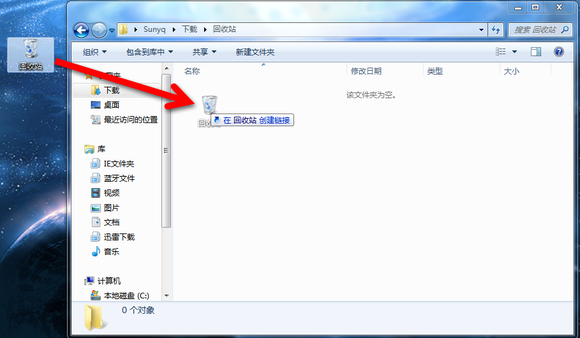 Sunyq ▸ 下载 ▸ 回收站
搜索 回收站
组织 包含到库中 共享 新建文件夹
名称 修改日期 类型 大小
该文件夹为空。
回收站
在 回收站 创建链接
下载
桌面
最近访问的位置
库
IE文件夹
蓝牙文件
视频
图片
文档
迅雷下载
音乐
计算机
本地磁盘 (C:)
0 个对象